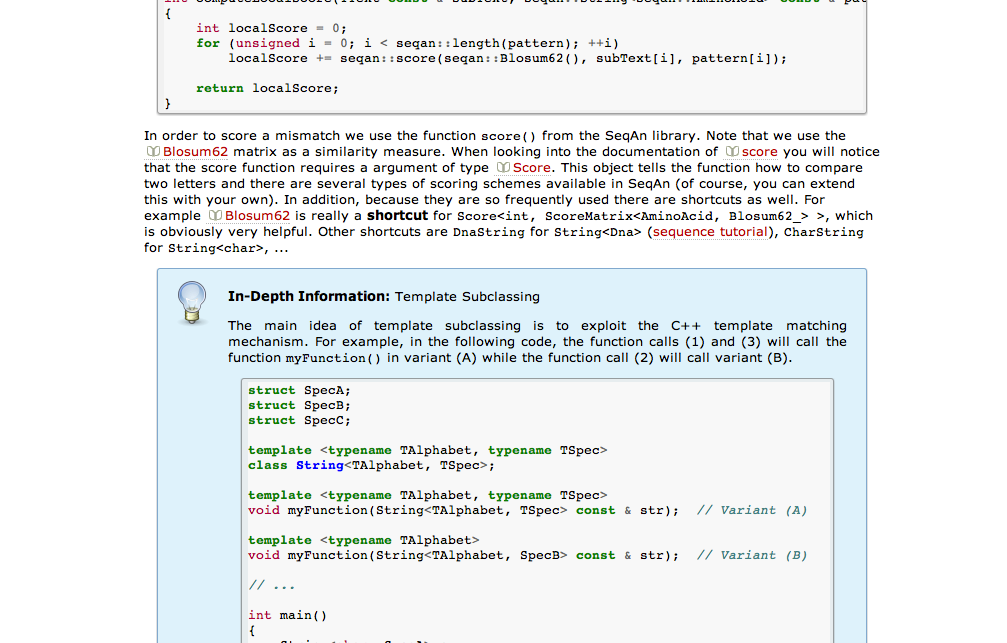 {
int localScore = 0;
for (unsigned i = 0; i < seqan::length(pattern); ++i)
localScore += seqan::score(seqan::Blosum62(), subText[i], pattern[i]);
return localScore;
}
In order to score a mismatch we use the function score() from the SeqAn library. Note that we use the
Blosum62 matrix as a similarity measure. When looking into the documentation of score you will notice
that the score function requires a argument of type Score. This object tells the function how to compare
two letters and there are several types of scoring schemes available in SeqAn (of course, you can extend
this with your own). In addition, because they are so frequently used there are shortcuts as well. For
example Blosum62 is really a shortcut for Score<int, ScoreMatrix<AminoAcid, Blosum62_> >, which
is obviously very helpful. Other shortcuts are DnaString for String<Dna> (sequence tutorial), CharString
for String<char>, ...
In-Depth Information: Template Subclassing
The main idea of template subclassing is to exploit the C++ template matching
mechanism. For example, in the following code, the function calls (1) and (3) will call the
function myFunction() in variant (A) while the function call (2) will call variant (B).
struct SpecA;
struct SpecB;
struct SpecC;
template <typename TAlphabet, typename TSpec>
class String<TAlphabet, TSpec>;
template <typename TAlphabet, typename TSpec>
void myFunction(String<TAlphabet, TSpec> const & str); // Variant (A)
template <typename TAlphabet>
void myFunction(String<TAlphabet, SpecB> const & str); // Variant (B)
// ...
int main()
{